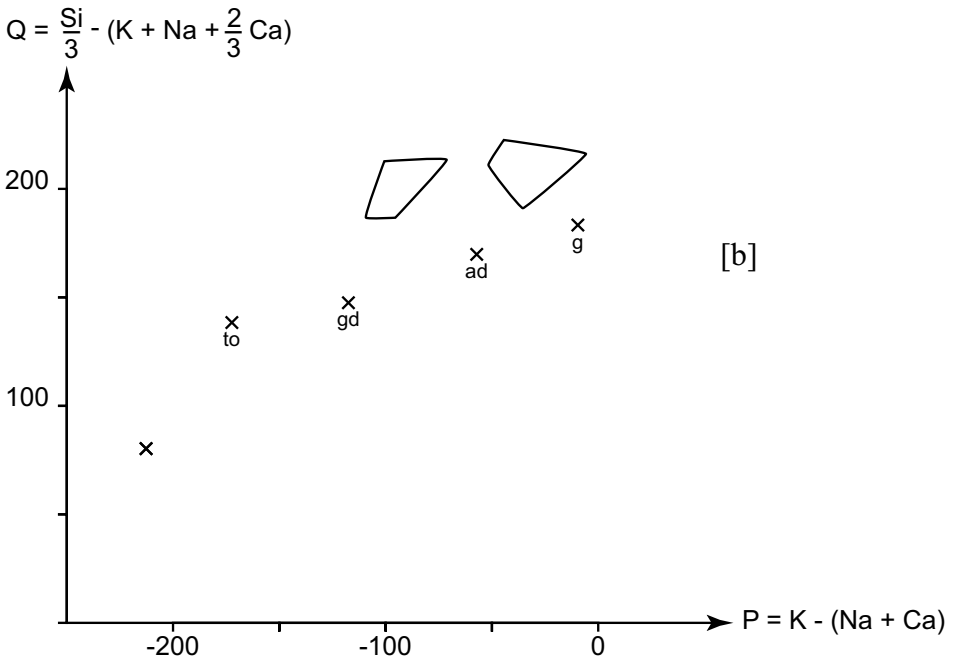 Q = Si/3 - (K + Na + 2/3 Ca)
200
g
[b]
ad
gd
to
100
P = K - (Na + Ca)
-200 -100 0